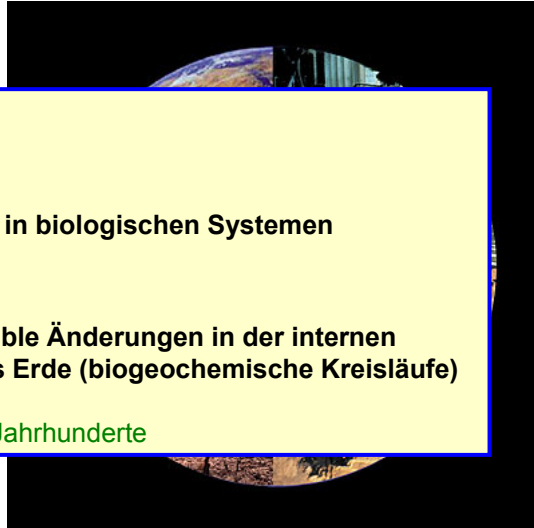 in biologischen Systemen
ble Änderungen in der internen
s Erde (biogeochemische Kreisläufe)
Jahrhunderte